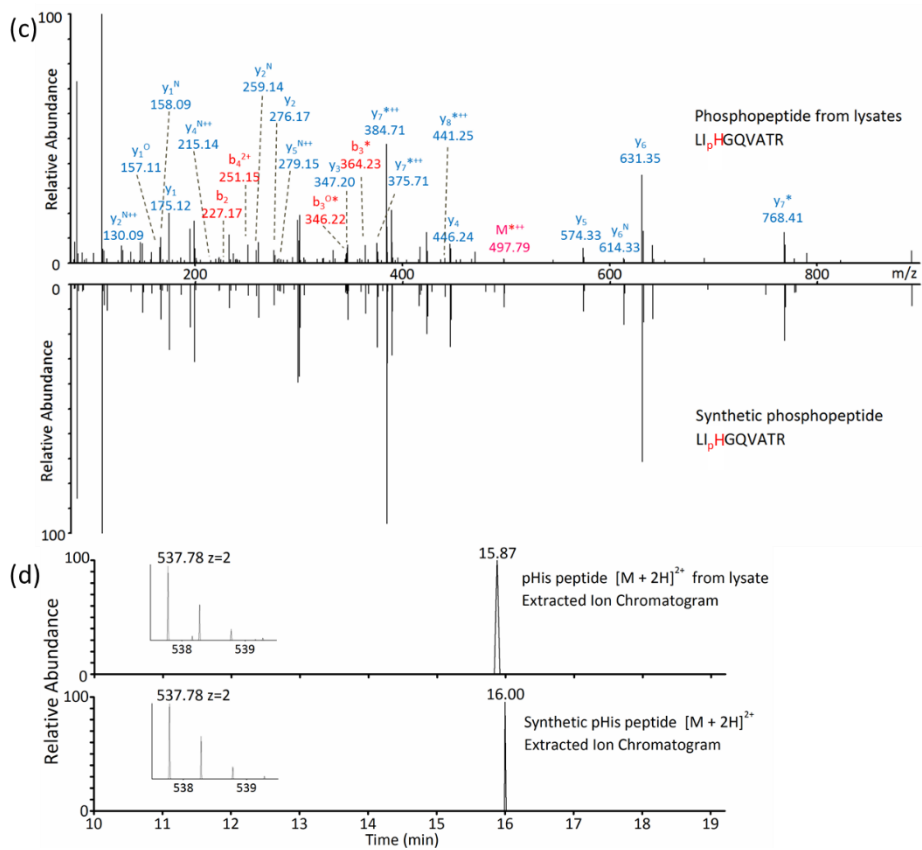 (c)
Relative Abundance
100
0
y₁ᴺ
158.09
y₂ᴺ
259.14
y₂
276.17
y₄ᴺ⁺⁺
215.14
y₁ᴼ
157.11
y₅ᴺ⁺⁺
279.15
b₄²⁺
251.15
y₇*⁺⁺
384.71
b₃*
364.23
y₈*⁺⁺
441.25
y₃
347.20
y₇*⁺⁺
375.71
y₁
175.12
b₂
227.17
b₃ᴼ*
346.22
y₂ᴺ⁺⁺
130.09
y₄
446.24
M*⁺⁺
497.79
y₅
574.33
y₆
631.35
y₆ᴺ
614.33
y₇*
768.41
Phosphopeptide from lysates
LIₚHGQVATR
200 400 600 800 m/z
0
Relative Abundance
100
Synthetic phosphopeptide
LIₚHGQVATR
(d)
Relative Abundance
100
0
537.78 z=2
538 539
15.87
pHis peptide [M + 2H]²⁺ from lysate
Extracted Ion Chromatogram
100
0
537.78 z=2
538 539
16.00
Synthetic pHis peptide [M + 2H]²⁺
Extracted Ion Chromatogram
10 11 12 13 14 15 16 17 18 19
Time (min)